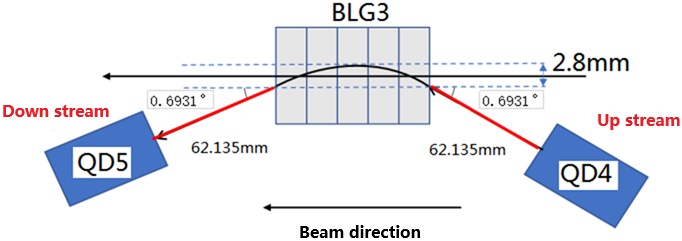 BLG3
2.8mm
0.6931°
0.6931°
Down stream
Up stream
62.135mm
62.135mm
QD5
QD4
Beam direction